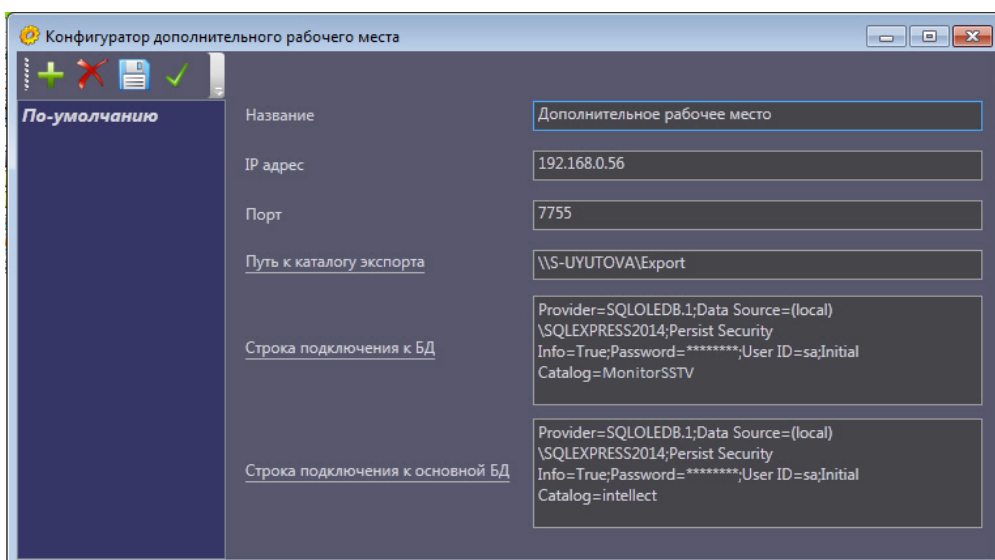 Конфигуратор дополнительного рабочего места
По-умолчанию
Название
Дополнительное рабочее место
IP адрес
192.168.0.56
Порт
7755
Путь к каталогу экспорта
\\S-UYUTOVA\Export
Строка подключения к БД
Provider=SQLOLEDB.1;Data Source=(local)
\SQLEXPRESS2014;Persist Security
Info=True;Password=********;User ID=sa;Initial
Catalog=MonitorSSTV
Строка подключения к основной БД
Provider=SQLOLEDB.1;Data Source=(local)
\SQLEXPRESS2014;Persist Security
Info=True;Password=********;User ID=sa;Initial
Catalog=intellect